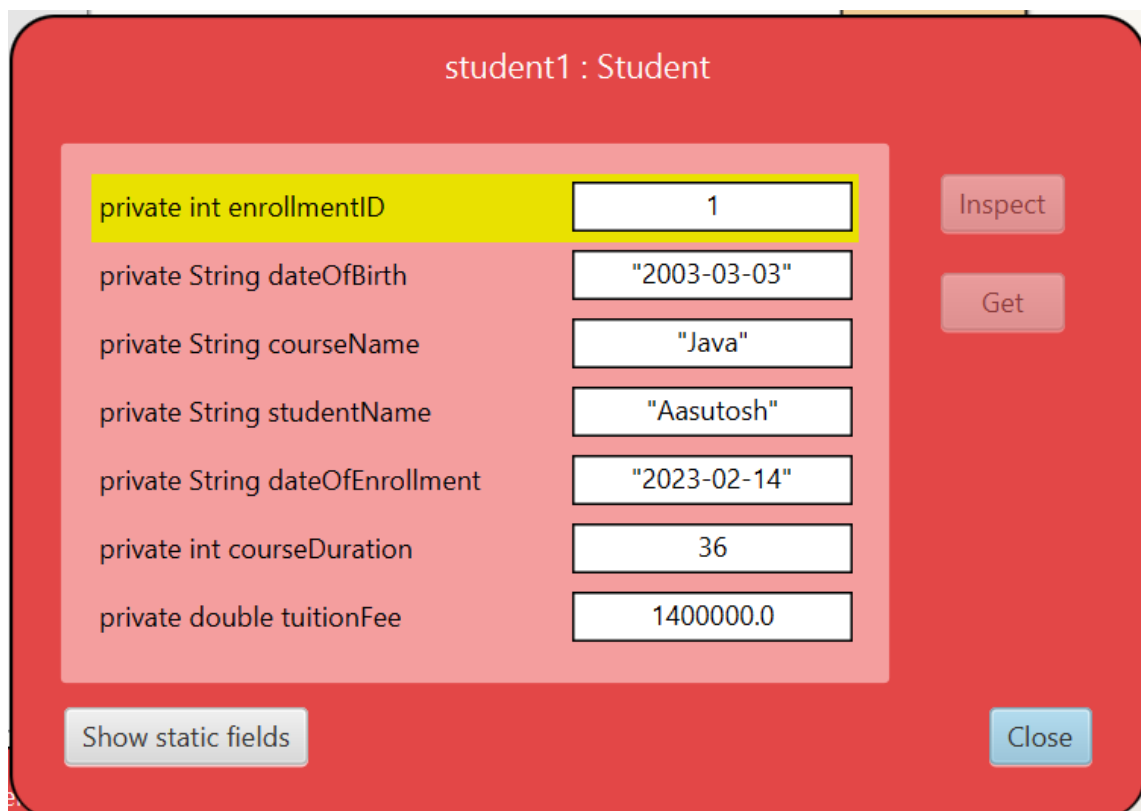 student1 : Student
private int enrollmentID 1 Inspect
private String dateOfBirth "2003-03-03"
Get
private String courseName "Java"
private String studentName "Aasutosh"
private String dateOfEnrollment "2023-02-14"
private int courseDuration 36
private double tuitionFee 1400000.0
Show static fields Close